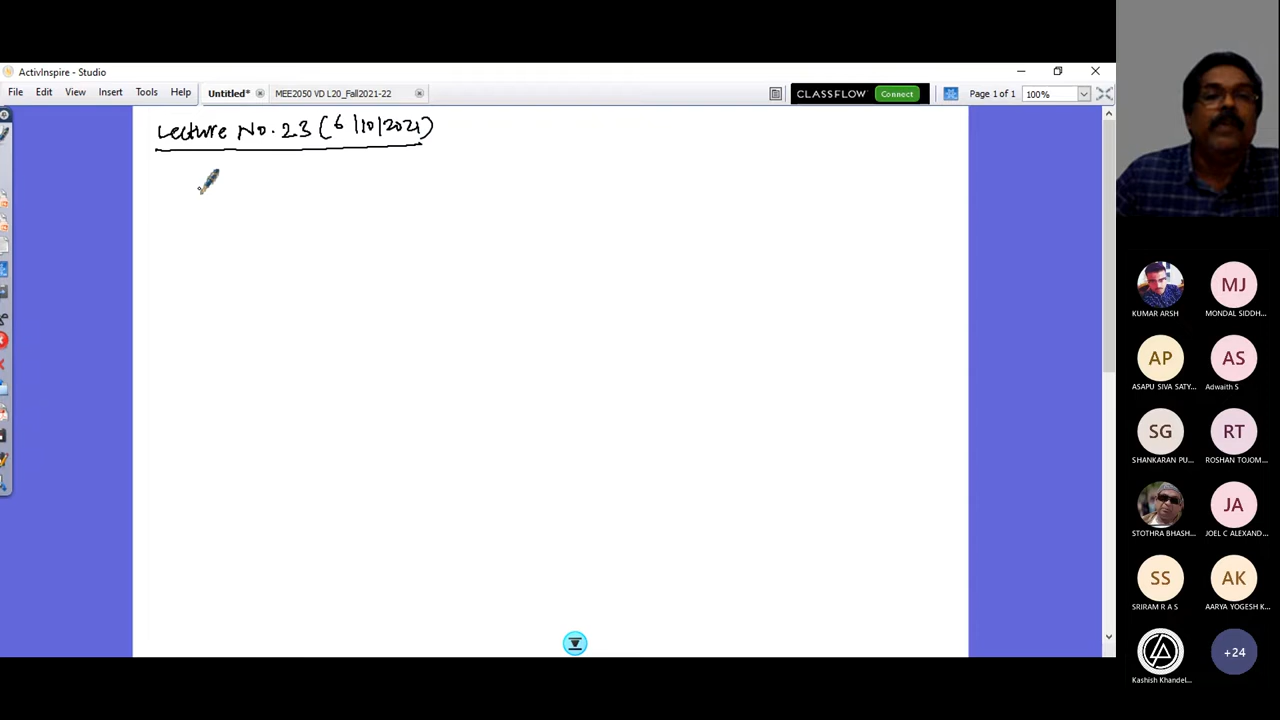 ActivInspire - Studio
File Edit View Insert Tools Help
Untitled* MEE2050 VD L20_Fall2021-22
CLASSFLOW Connect
Page 1 of 1 100%
Lecture No. 23 (6/10/2021)
KUMAR ARSH
MJ
MONDAL SIDDH...
AP
ASAPU SIVA SATY...
AS
Adwaith S
SG
SHANKARAN PU...
RT
ROSHAN TOJOM...
STOTHRA BHASH...
JA
JOEL C ALEXAND...
SS
SRIRAM R A S
AK
AARYA YOGESH K...
Kashish Khandel...
+24